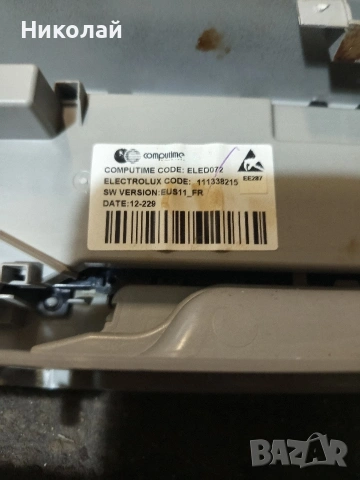 Николай
computime
COMPUTIME CODE: ELED072
ELECTROLUX CODE: 111338215
SW VERSION:EUS11_FR
DATE:12-229
EE287
BAZAR